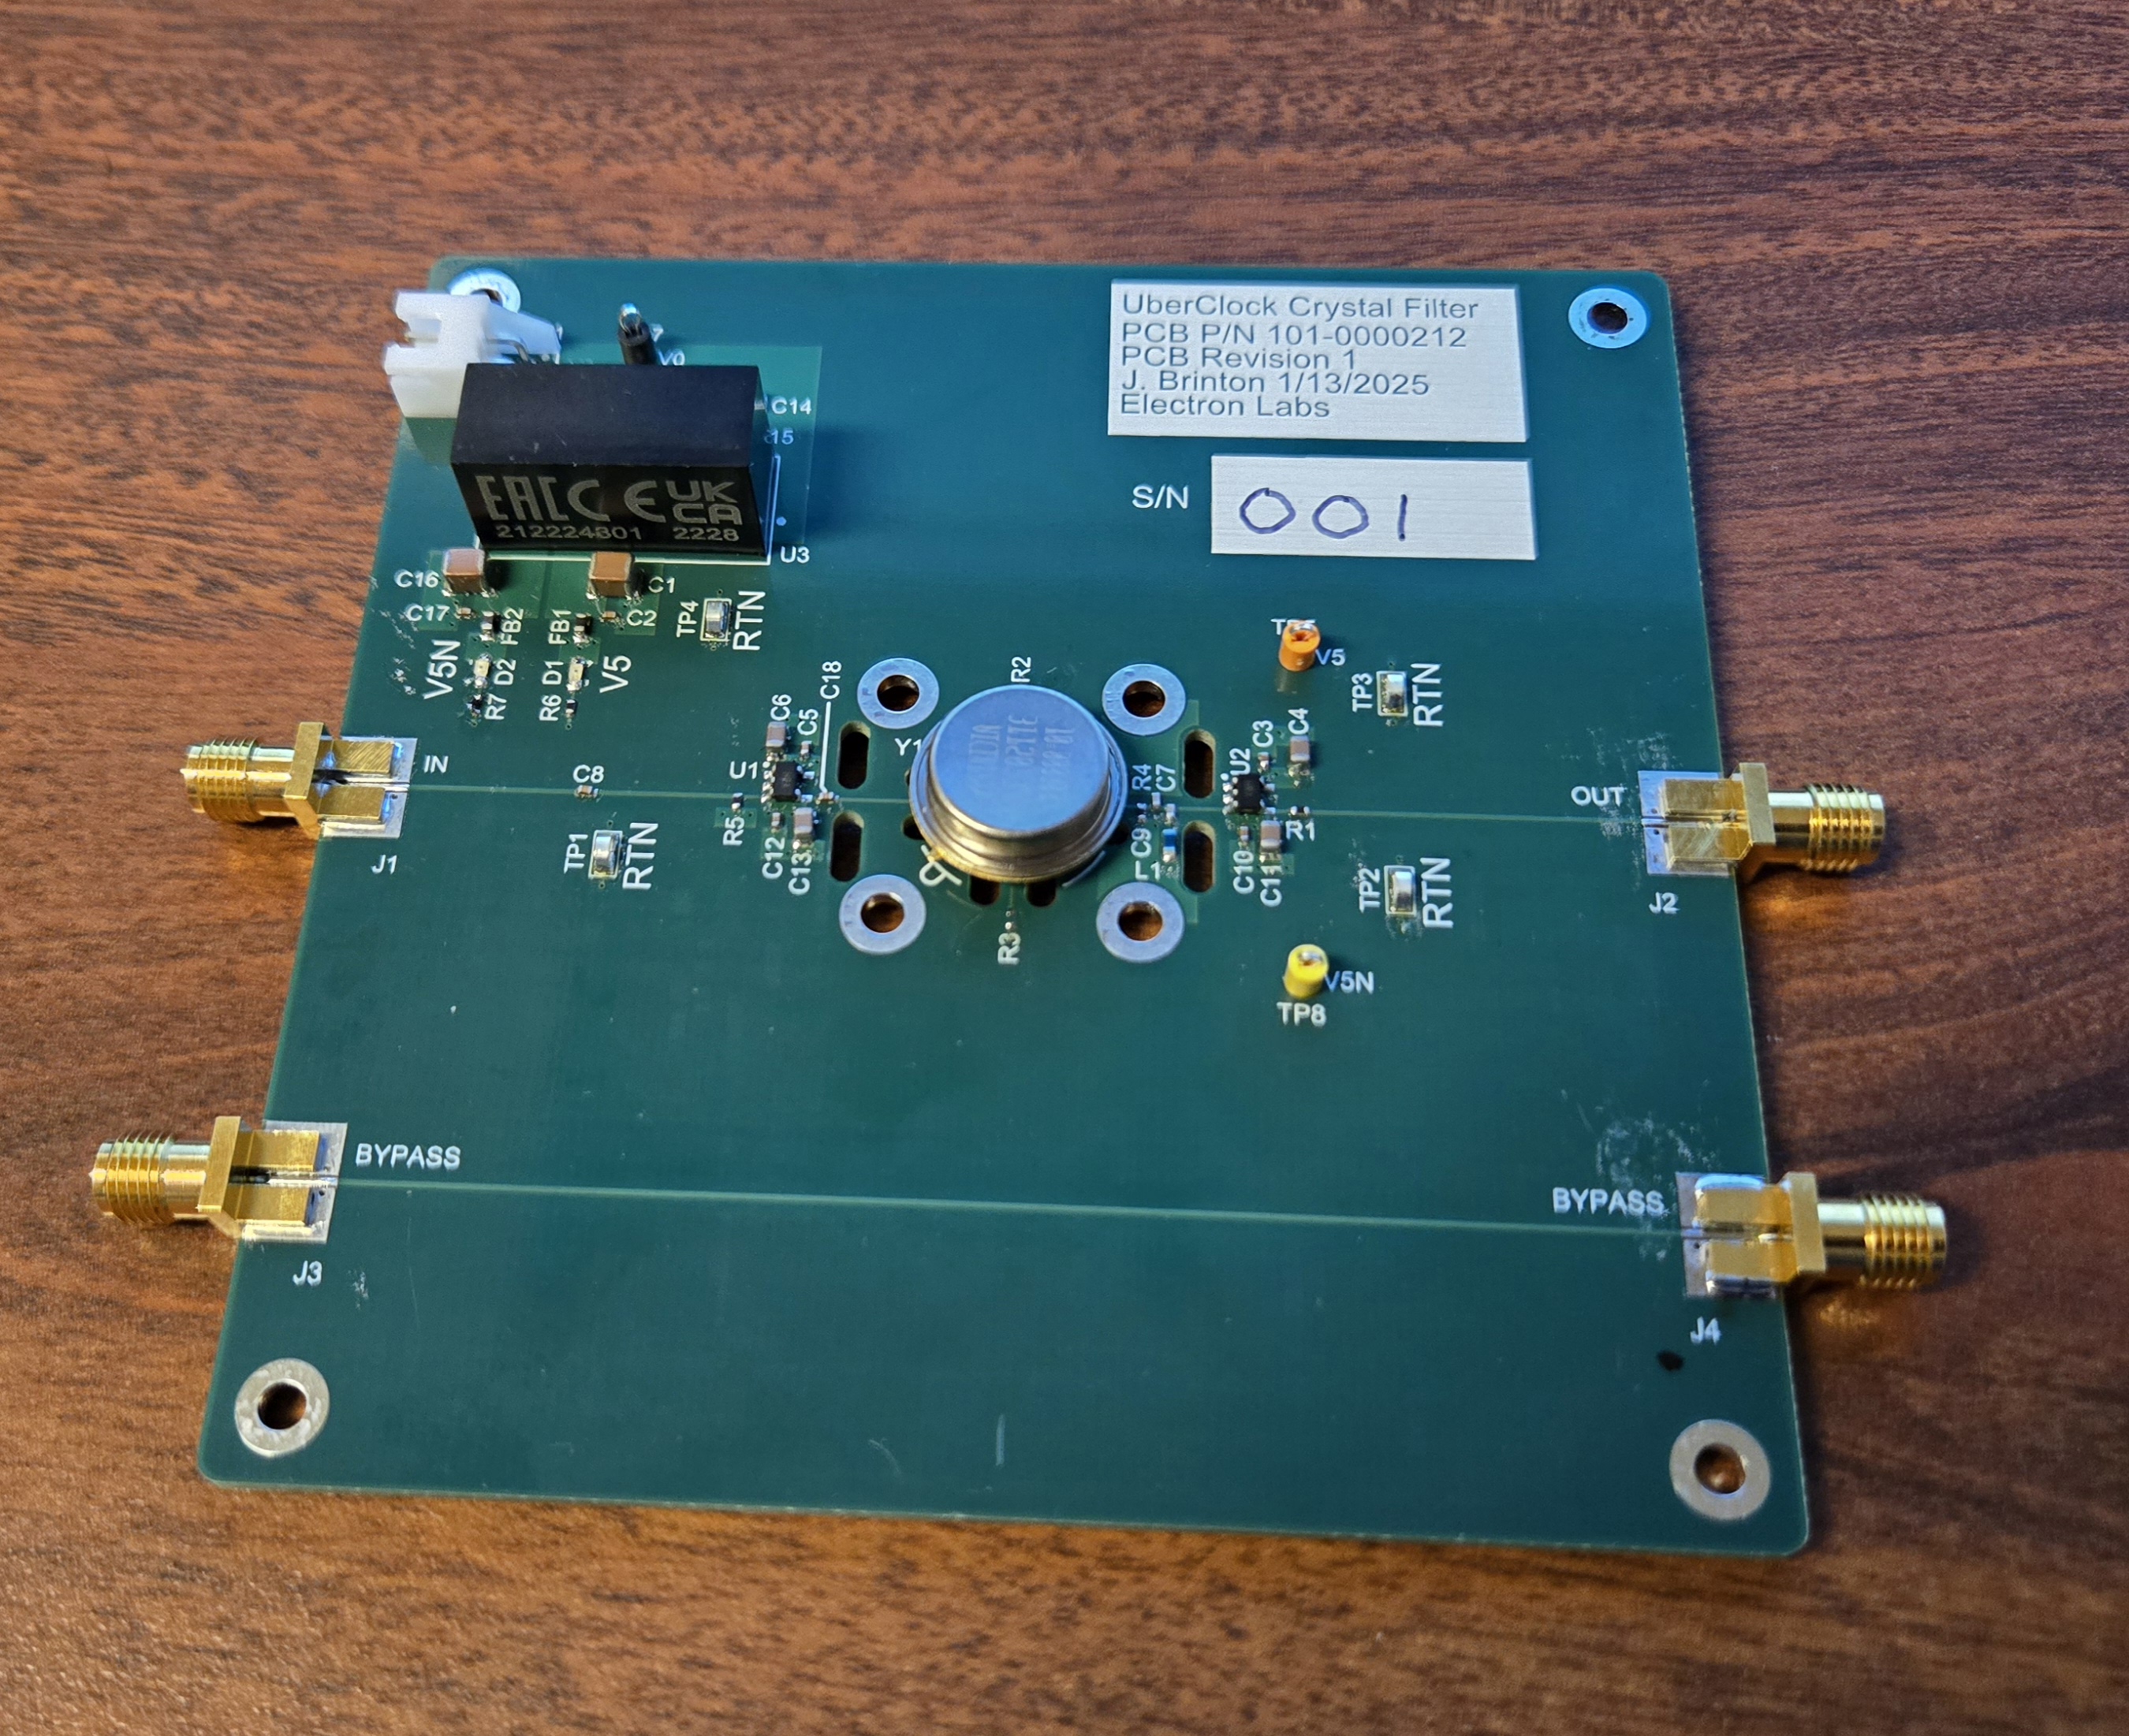 UberClock Crystal Filter
PCB P/N 101-0000212
PCB Revision 1
J. Brinton 1/13/2025
Electron Labs
S/N 001
C14
15
EAC CE UK
CA
212224801 2228
U3
C16
C1
C17
C2
FB2
FB1
TP4
RTN
V5N
D2
D1
V5
R7
R6
V5
TP3
RTN
C18
R2
C6
C5
C3
C4
IN
U1
Y1
R4
C7
U2
OUT
C8
R5
R1
J1
TP1
RTN
C12
C13
C9
L1
C10
C11
TP2
RTN
J2
R3
V5N
TP8
BYPASS
BYPASS
J3
J4